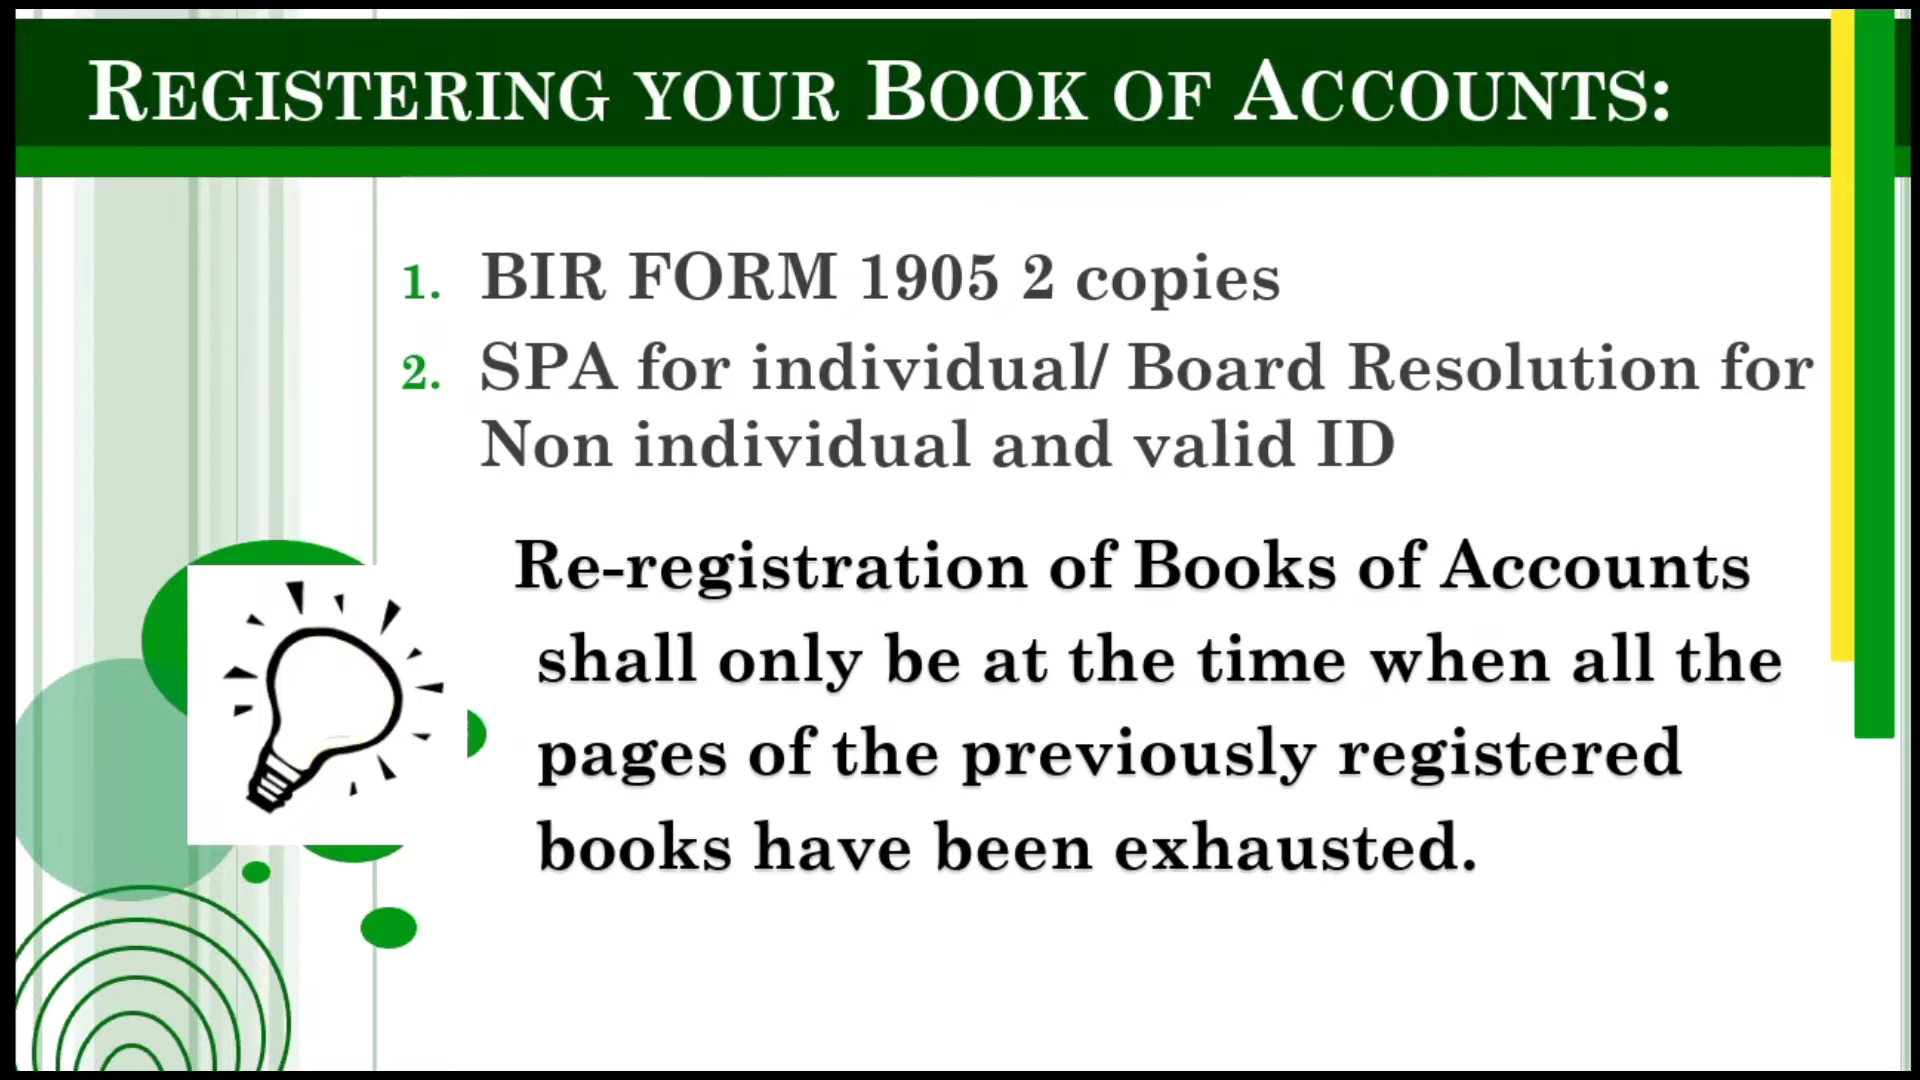 REGISTERING YOUR BOOK OF ACCOUNTS:
1. BIR FORM 1905 2 copies
2. SPA for individual/ Board Resolution for
Non individual and valid ID
Re-registration of Books of Accounts
shall only be at the time when all the
pages of the previously registered
books have been exhausted.